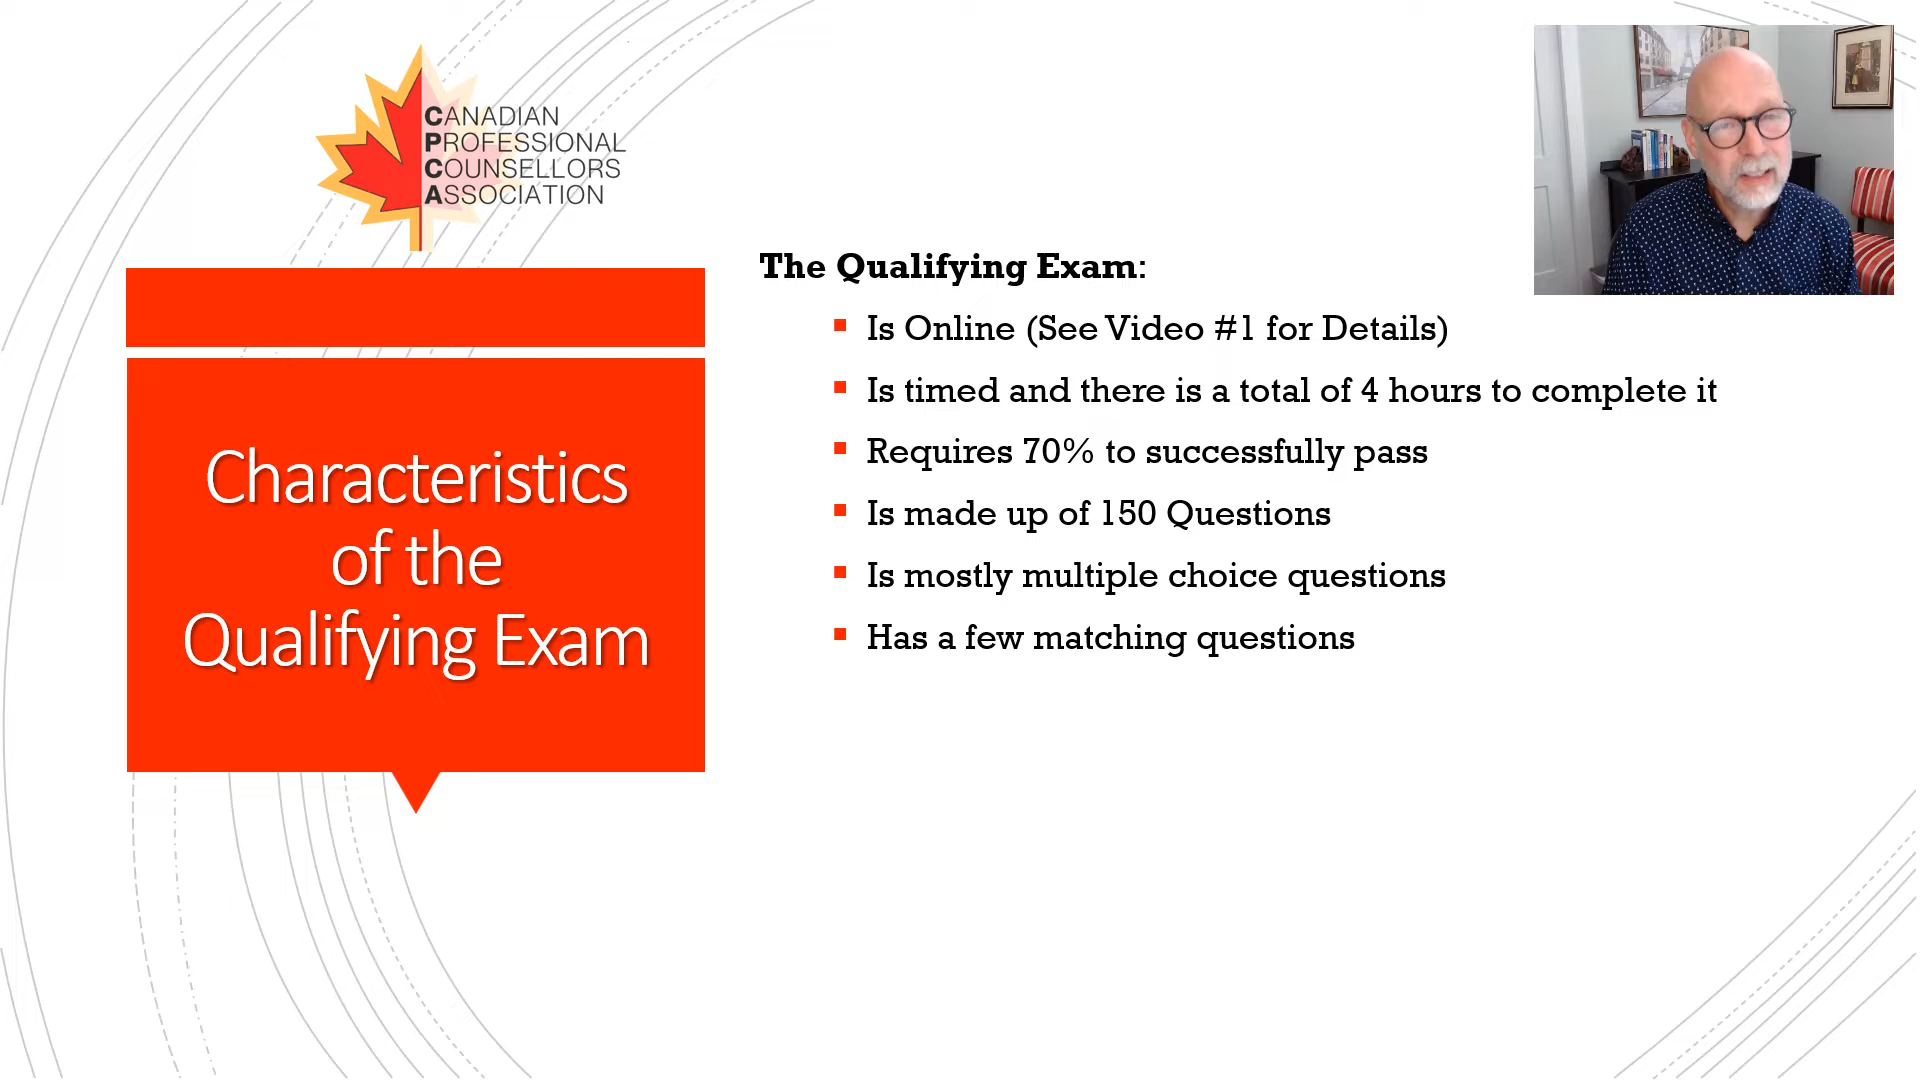 CANADIAN
PROFESSIONAL
COUNSELLORS
ASSOCIATION
Characteristics
of the
Qualifying Exam
The Qualifying Exam:
Is Online (See Video #1 for Details)
Is timed and there is a total of 4 hours to complete it
Requires 70% to successfully pass
Is made up of 150 Questions
Is mostly multiple choice questions
Has a few matching questions